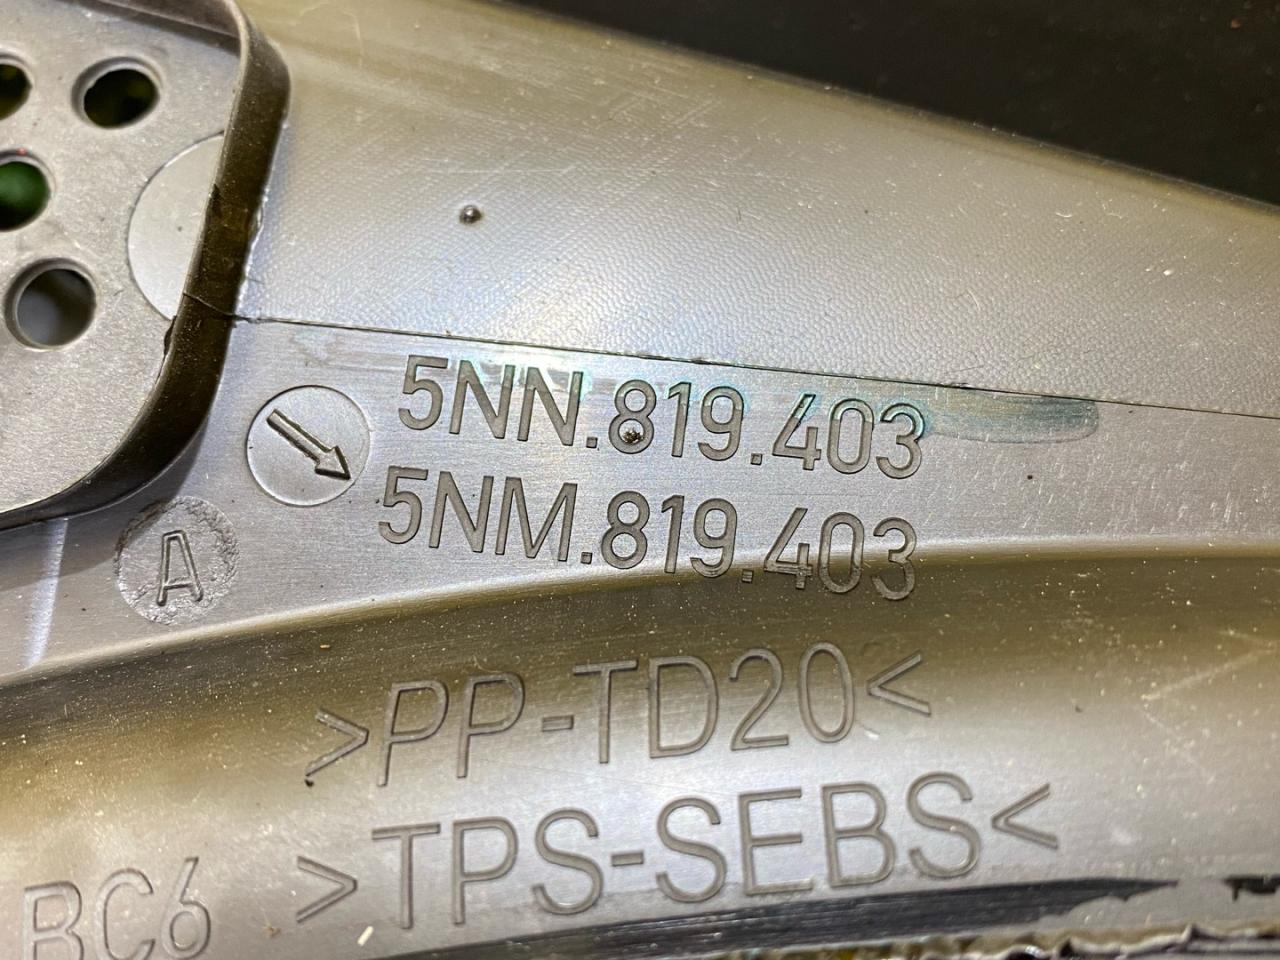 5NN.819.403
5NM.819.403
A
>PP-TD20<
>TPS-SEBS<
BC6